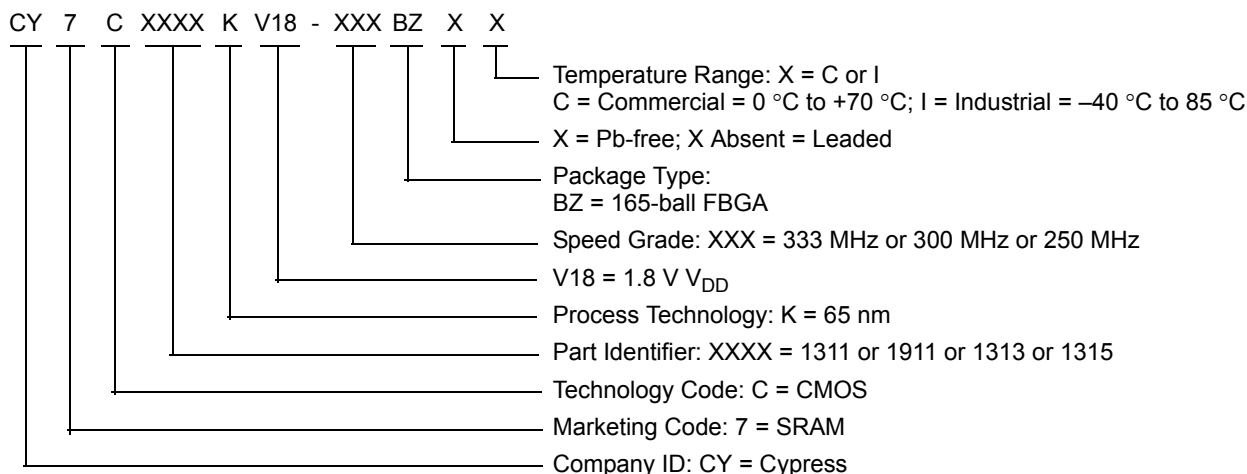 CY 7 C XXXX K V18 - XXX BZ X X
Temperature Range: X = C or I
C = Commercial = 0 °C to +70 °C; I = Industrial = –40 °C to 85 °C
X = Pb-free; X Absent = Leaded
Package Type:
BZ = 165-ball FBGA
Speed Grade: XXX = 333 MHz or 300 MHz or 250 MHz
V18 = 1.8 V VDD
Process Technology: K = 65 nm
Part Identifier: XXXX = 1311 or 1911 or 1313 or 1315
Technology Code: C = CMOS
Marketing Code: 7 = SRAM
Company ID: CY = Cypress